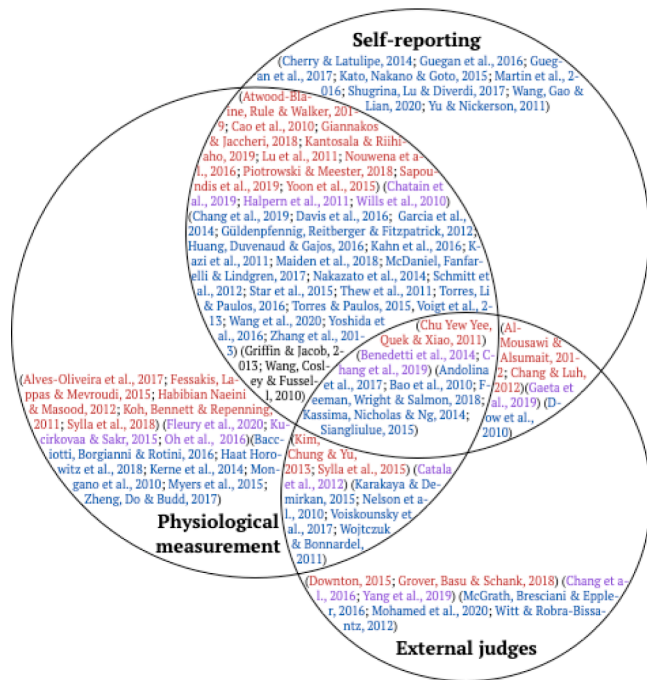 Self-reporting
(Cherry & Latulipe, 2014; Guegan et al., 2016; Gueg-
an et al., 2017; Kato, Nakano & Goto, 2015; Martin et al., 2-
016; Shugrina, Lu & Diverdi, 2017; Wang, Gao &
Lian, 2020; Yu & Nickerson, 2011)
(Atwood-Bla-
ine, Rule & Walker, 201-
9; Cao et al., 2010; Giannakos
& Jaccheri, 2018; Kantosala & Riihi-
aho, 2019; Lu et al., 2011; Nouwena et a-
l., 2016; Piotrowski & Meester, 2018; Sapou-
ndis et al., 2019; Yoon et al., 2015) (Chatain et
al., 2019; Halpern et al., 2011; Wills et al., 2010)
(Chang et al., 2019; Davis et al., 2016; Garcia et al.,
2014; Güldenpfennig, Reitberger & Fitzpatrick, 2012;
Huang, Duvenaud & Gajos, 2016; Kahn et al., 2016; K-
azi et al., 2011; Maiden et al., 2018; McDaniel, Fanfar-
elli & Lindgren, 2017; Nakazato et al., 2014; Schmitt et
al., 2012; Star et al., 2015; Thew et al., 2011; Torres, Li
& Paulos, 2016; Torres & Paulos, 2015, Voigt et al., 2-
13; Wang et al., 2020; Yoshida et
al., 2016; Zhang et al., 201-
3) (Griffin & Jacob, 2-
013; Wang, Cosl-
ey & Fussel-
l, 2010)
(Chu Yew Yee,
Quek & Xiao, 2011)
(Benedetti et al., 2014; C-
hang et al., 2019) (Andolina
et al., 2017; Bao et al., 2010; F-
eeman, Wright & Salmon, 2018;
Kassima, Nicholas & Ng, 2014;
Siangliulue, 2015)
(Al-
Mousawi &
Alsumait, 201-
2; Chang & Luh,
2012)(Gaeta et
al., 2019) (D-
ow et al.,
2010)
(Alves-Oliveira et al., 2017; Fessakis, La-
ppas & Mevroudi, 2015; Habibian Naeini
& Masood, 2012; Koh, Bennett & Repenning,
2011; Sylla et al., 2018) (Fleury et al., 2020; Ku-
cirkovaa & Sakr, 2015; Oh et al., 2016)(Bacc-
iotti, Borgianni & Rotini, 2016; Haat Horo-
witz et al., 2018; Kerne et al., 2014; Mon-
gano et al., 2010; Myers et al., 2015;
Zheng, Do & Budd, 2017)
Physiological
measurement
(Kim,
Chung & Yu,
2013; Sylla et al., 2015) (Catala
et al., 2012) (Karakaya & De-
mirkan, 2015; Nelson et a-
l., 2010; Voiskounsky et
al., 2017; Wojtczuk
& Bonnardel,
2011)
(Downton, 2015; Grover, Basu & Schank, 2018) (Chang et a-
l., 2016; Yang et al., 2019) (McGrath, Bresciani & Epple-
r, 2016; Mohamed et al., 2020; Witt & Robra-Bissa-
ntz, 2012)
External judges